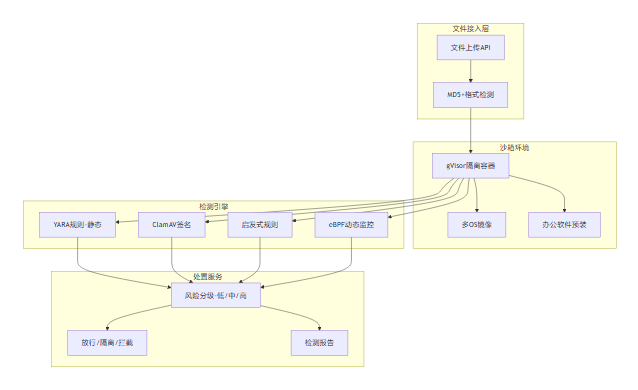 文件接入层
文件上传API
MD5+格式检测
沙箱环境
gVisor隔离容器
多OS镜像
办公软件预装
检测引擎
YARA规则-静态
ClamAV签名
启发式规则
eBPF动态监控
处置服务
风险分级-低/中/高
放行/隔离/拦截
检测报告